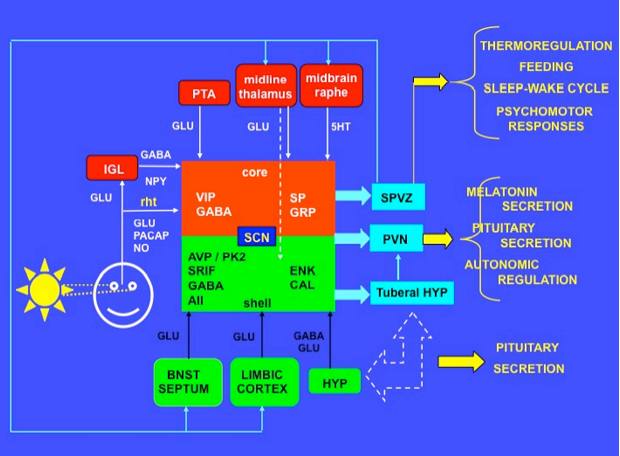 THERMOREGULATION
FEEDING
SLEEP-WAKE CYCLE
PSYCHOMOTOR
RESPONSES
midline
thalamus
midbrain
raphe
PTA
GLU
GLU
5HT
GABA
IGL
NPY
GLU
rht
GLU
PACAP
NO
core
VIP
GABA
SP
GRP
SCN
AVP / PK2
SRIF
GABA
AII
ENK
CAL
shell
SPVZ
PVN
Tuberal HYP
MELATONIN
SECRETION
PITUITARY
SECRETION
AUTONOMIC
REGULATION
GLU
GLU
GABA
GLU
BNST
SEPTUM
LIMBIC
CORTEX
HYP
PITUITARY
SECRETION